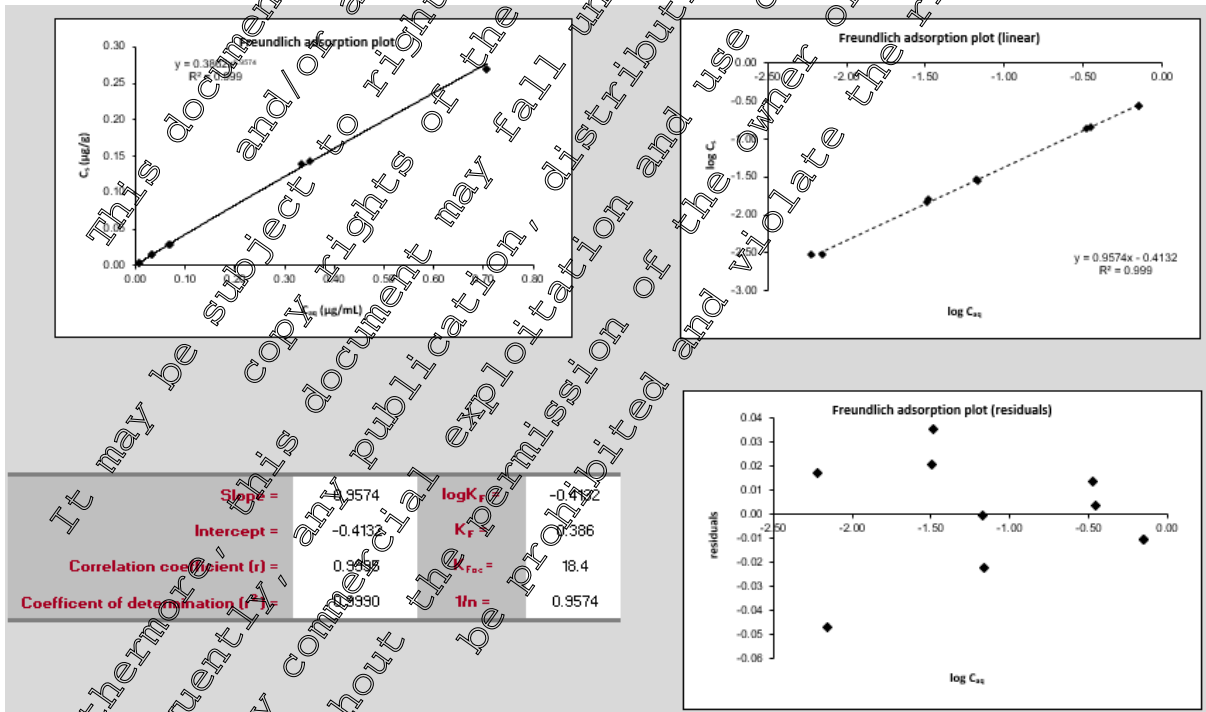 Freundlich adsorption plot
R² = 0.999
0.30
0.25
0.20
0.15
0.10
0.05
0.00
0.00
0.10
0.20
0.30
0.40
0.50
0.60
0.70
0.80
Cₛ (µg/g)
(µg/mL)
Freundlich adsorption plot (linear)
-2.50
-2.00
-1.50
-1.00
-0.50
0.00
0.00
-0.50
-1.00
-1.50
-2.00
-2.50
-3.00
log Cₛ
y = 0.9574x - 0.4132
R² = 0.999
log Cₐq
Freundlich adsorption plot (residuals)
0.04
0.03
0.02
0.01
0.00
-0.01
-0.02
-0.03
-0.04
-0.05
-0.06
-2.50
-2.00
-1.50
-1.00
-0.50
0.00
residuals
log Cₐq
Slope = 0.9574 logK_F = -0.4132
Intercept = -0.4132 K_F = 0.386
Correlation coefficient (r) = 0.9995 K_Foc = 18.4
Coefficent of determination (r²) = 0.9990 1/n = 0.9574
This document
It may be subject to rights
and/or
copy rights of the
thermore, this document may fall
quently, any publication, distribut
commercial exploitation and use
hout the permission of the owner of
be prohibited and violate the